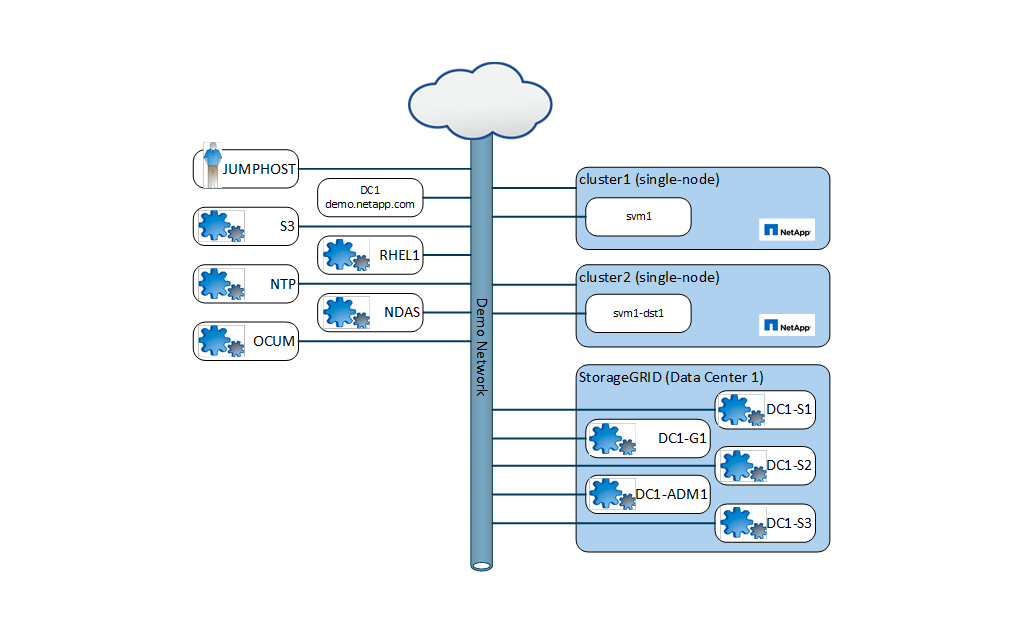 JUMPHOST
DC1
demo.netapp.com
S3
RHEL1
NTP
NDAS
OCUM
Demo Network
cluster1 (single-node)
svm1
NetApp
cluster2 (single-node)
svm1-dst1
NetApp
StorageGRID (Data Center 1)
DC1-S1
DC1-G1
DC1-S2
DC1-ADM1
DC1-S3